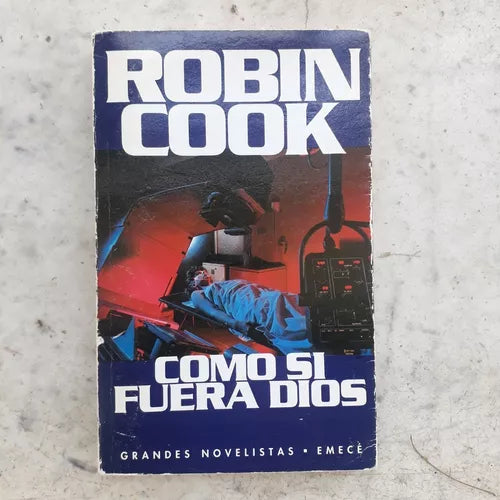 ROBIN
COOK
COMO SI
FUERA DIOS
GRANDES NOVELISTAS • EMECÉ